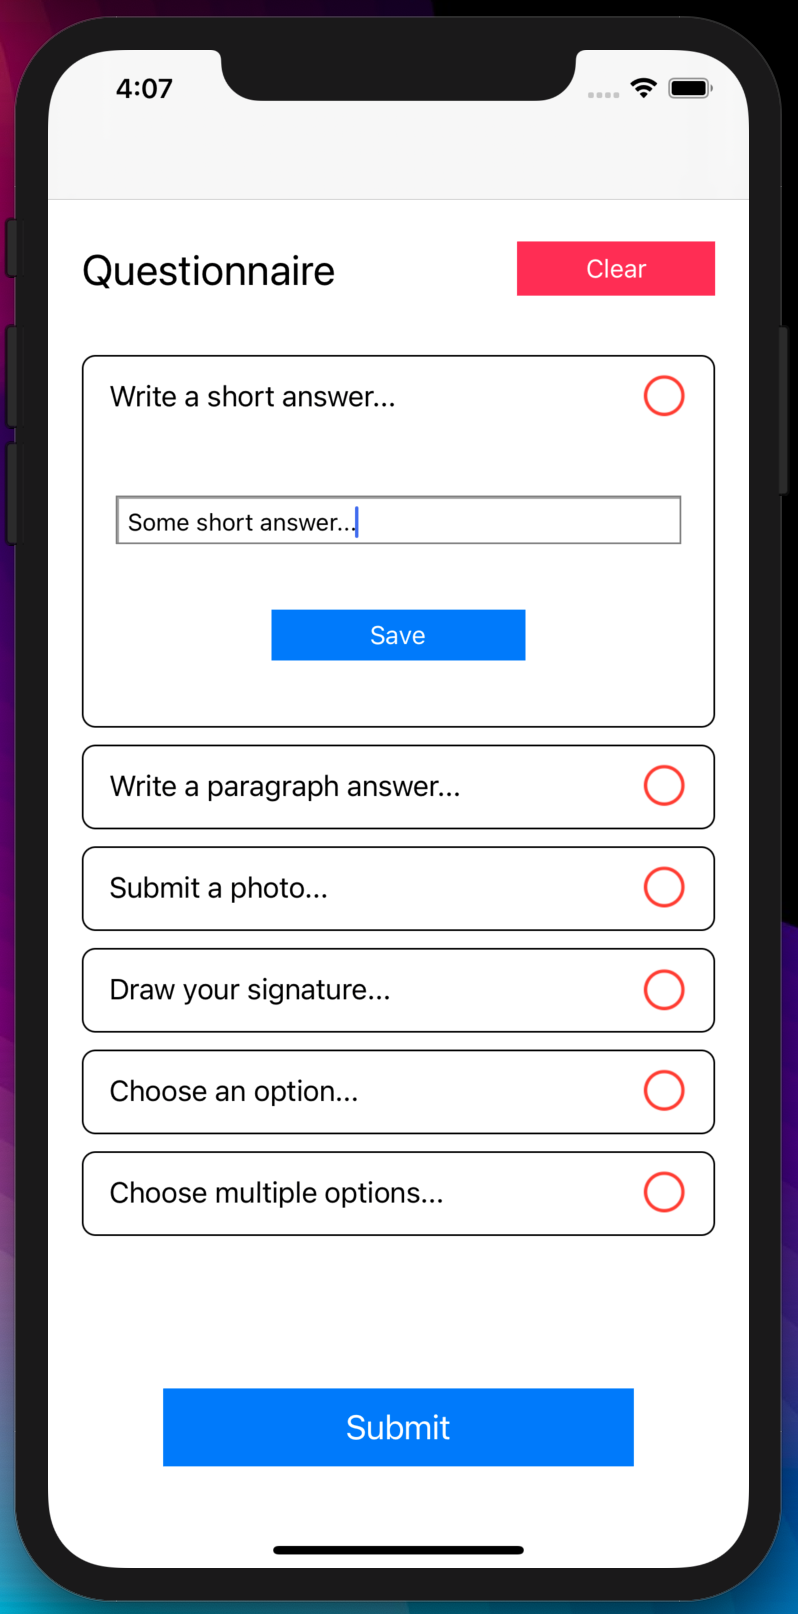 4:07
Questionnaire
Clear
Write a short answer...
Some short answer...
Save
Write a paragraph answer...
Submit a photo...
Draw your signature...
Choose an option...
Choose multiple options...
Submit